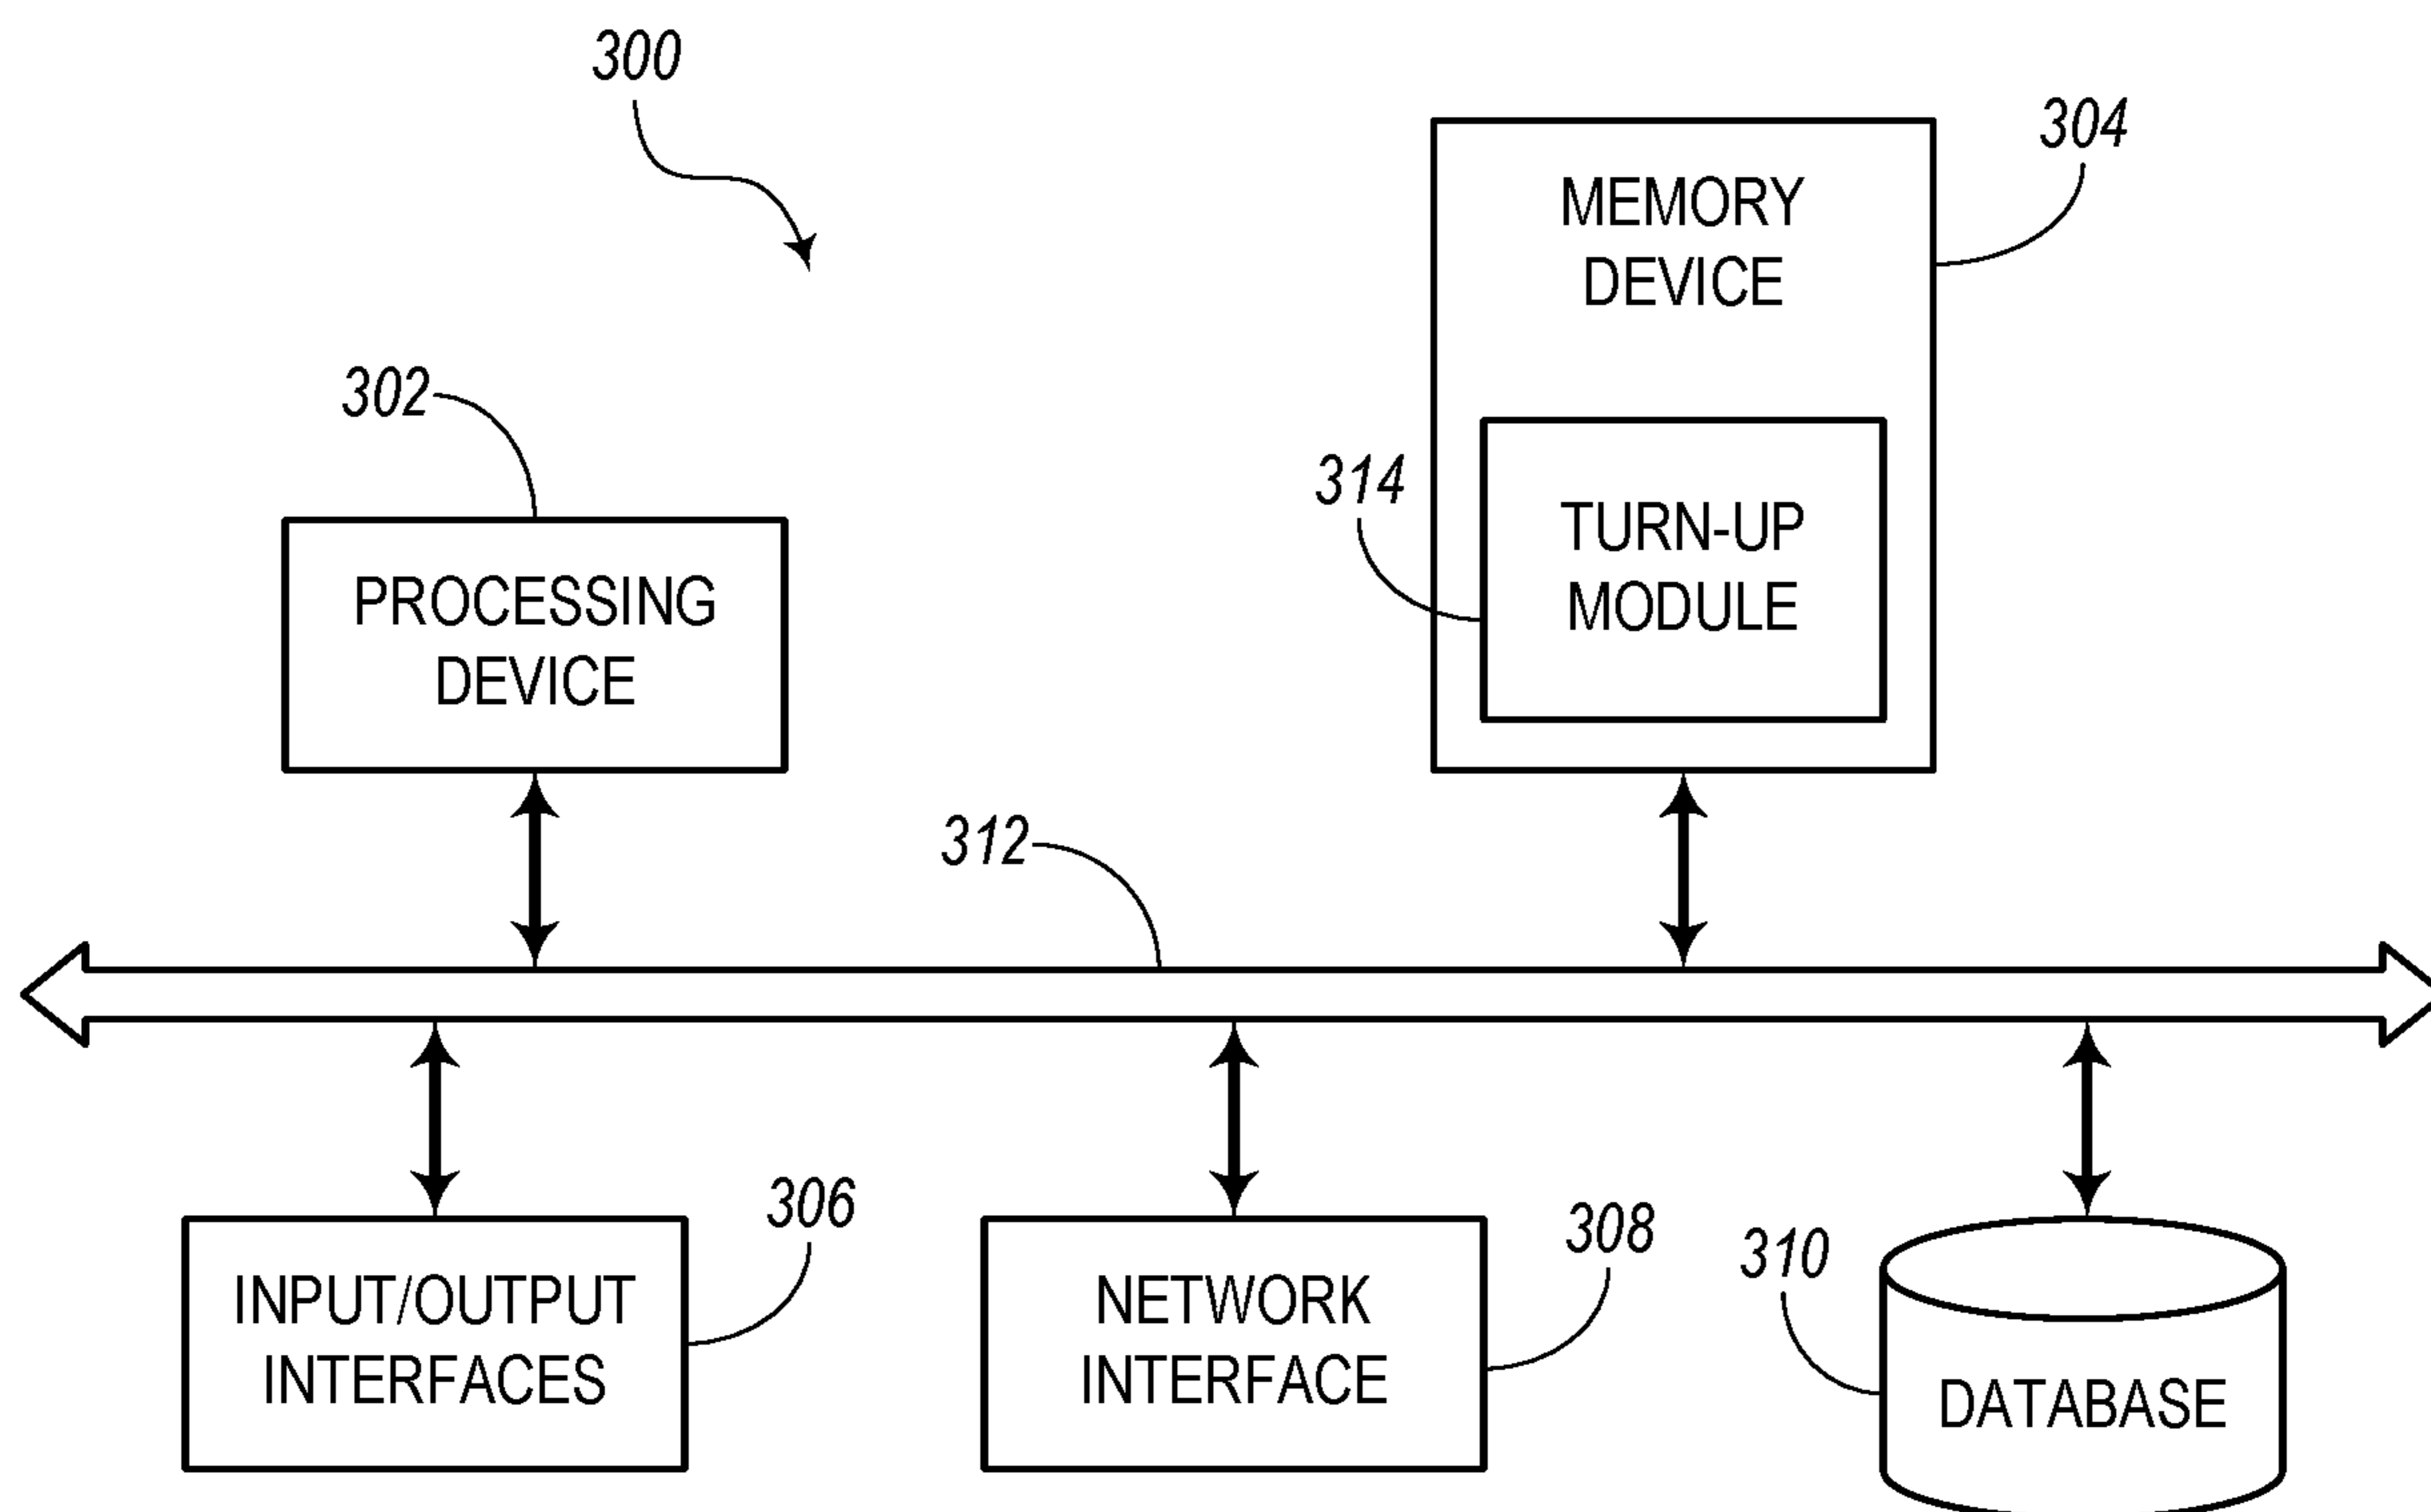 300
304
MEMORY
DEVICE
302
314
TURN-UP
MODULE
PROCESSING
DEVICE
312
306
308
310
INPUT/OUTPUT
INTERFACES
NETWORK
INTERFACE
DATABASE